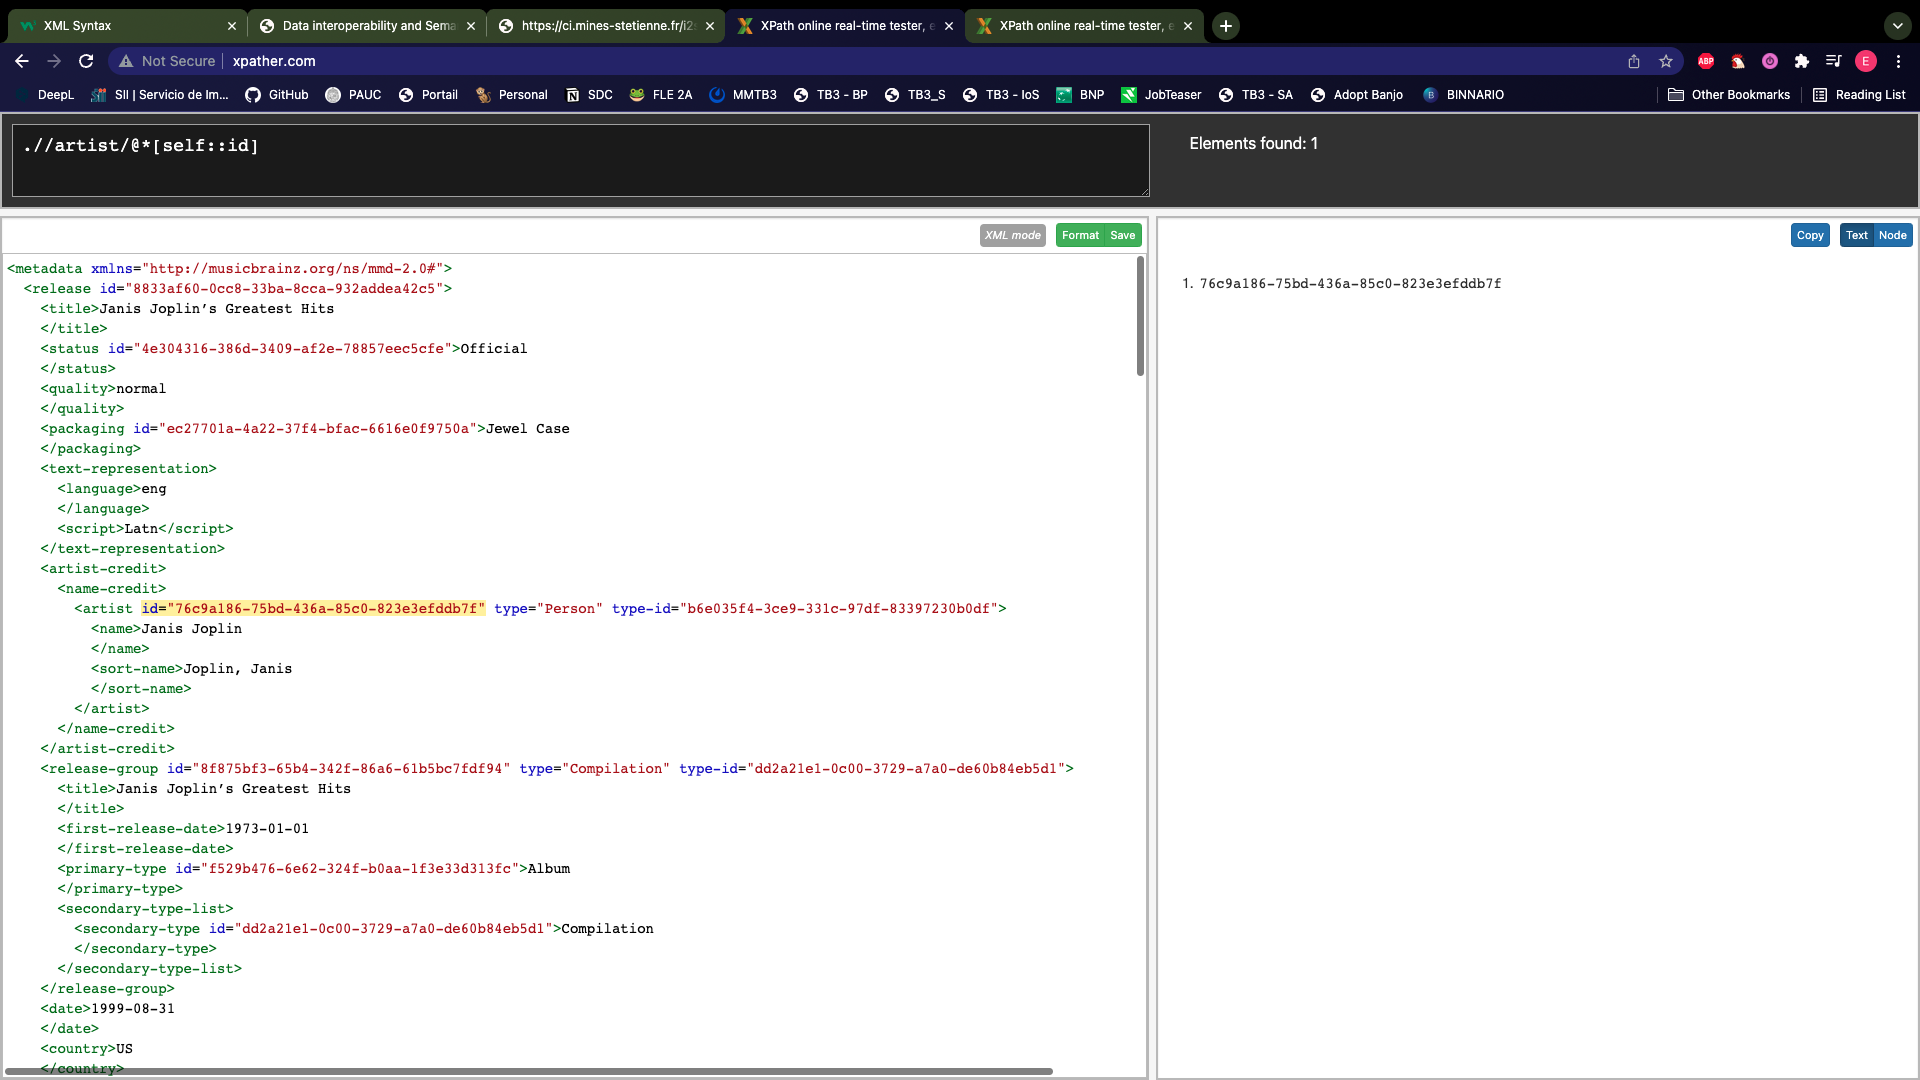 XML Syntax
Data interoperability and Sema
https://ci.mines-stetienne.fr/i2s
XPath online real-time tester, e
XPath online real-time tester, e
Not Secure
xpather.com
ABP
E
DeepL
SII | Servicio de Im...
GitHub
PAUC
Portail
Personal
SDC
FLE 2A
MMTB3
TB3 - BP
TB3_S
TB3 - IoS
BNP
JobTeaser
TB3 - SA
Adopt Banjo
BINNARIO
Other Bookmarks
Reading List
.//artist/@*[self::id]
Elements found: 1
XML mode
Format
Save
Copy
Text
Node
<metadata xmlns="http://musicbrainz.org/ns/mmd-2.0#">
<release id="8833af60-0cc8-33ba-8cca-932addea42c5">
<title>Janis Joplin’s Greatest Hits
</title>
<status id="4e304316-386d-3409-af2e-78857eec5cfe">Official
</status>
<quality>normal
</quality>
<packaging id="ec27701a-4a22-37f4-bfac-6616e0f9750a">Jewel Case
</packaging>
<text-representation>
<language>eng
</language>
<script>Latn</script>
</text-representation>
<artist-credit>
<name-credit>
<artist id="76c9a186-75bd-436a-85c0-823e3efddb7f" type="Person" type-id="b6e035f4-3ce9-331c-97df-83397230b0df">
<name>Janis Joplin
</name>
<sort-name>Joplin, Janis
</sort-name>
</artist>
</name-credit>
</artist-credit>
<release-group id="8f875bf3-65b4-342f-86a6-61b5bc7fdf94" type="Compilation" type-id="dd2a21e1-0c00-3729-a7a0-de60b84eb5d1">
<title>Janis Joplin’s Greatest Hits
</title>
<first-release-date>1973-01-01
</first-release-date>
<primary-type id="f529b476-6e62-324f-b0aa-1f3e33d313fc">Album
</primary-type>
<secondary-type-list>
<secondary-type id="dd2a21e1-0c00-3729-a7a0-de60b84eb5d1">Compilation
</secondary-type>
</secondary-type-list>
</release-group>
<date>1999-08-31
</date>
<country>US
</country>
1. 76c9a186-75bd-436a-85c0-823e3efddb7f